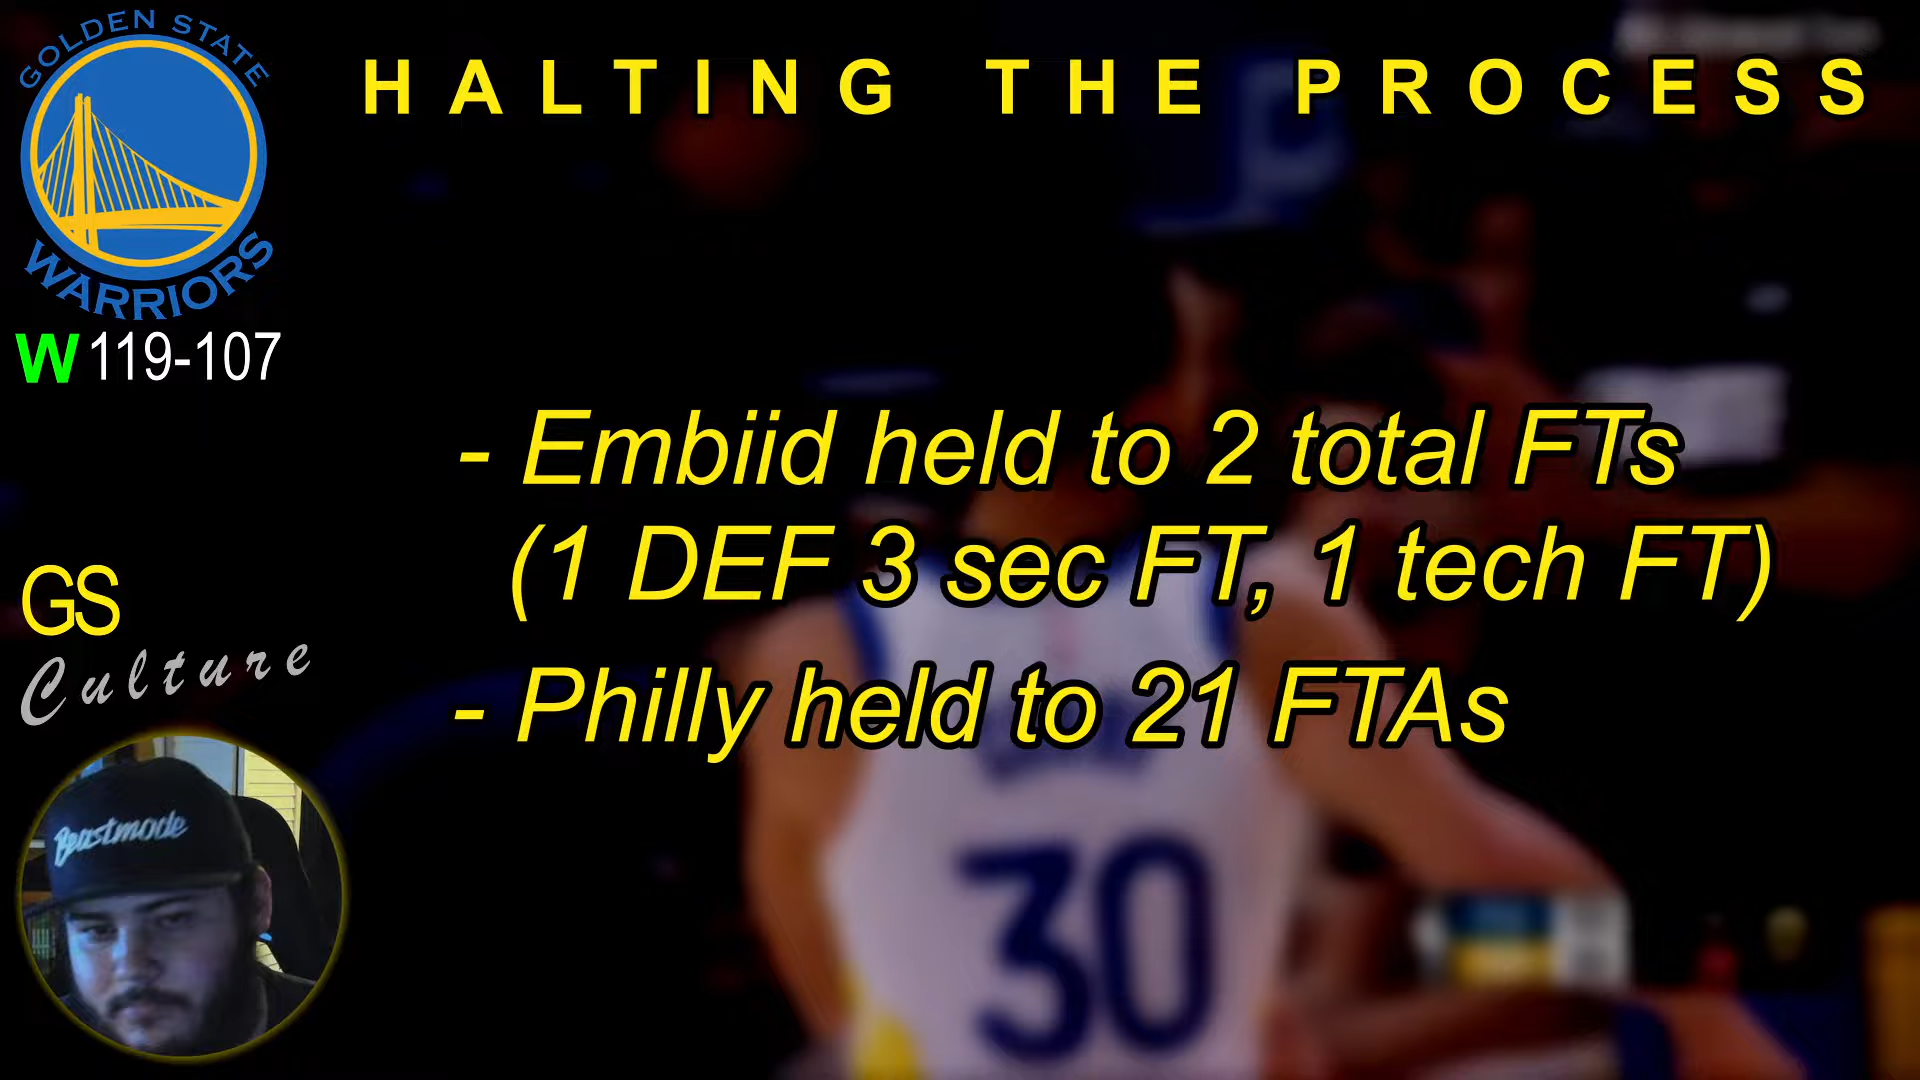 GOLDEN STATE
WARRIORS
W 119-107
HALTING THE PROCESS
- Embiid held to 2 total FTs
(1 DEF 3 sec FT, 1 tech FT)
- Philly held to 21 FTAs
GS
Culture
Beastmode
30